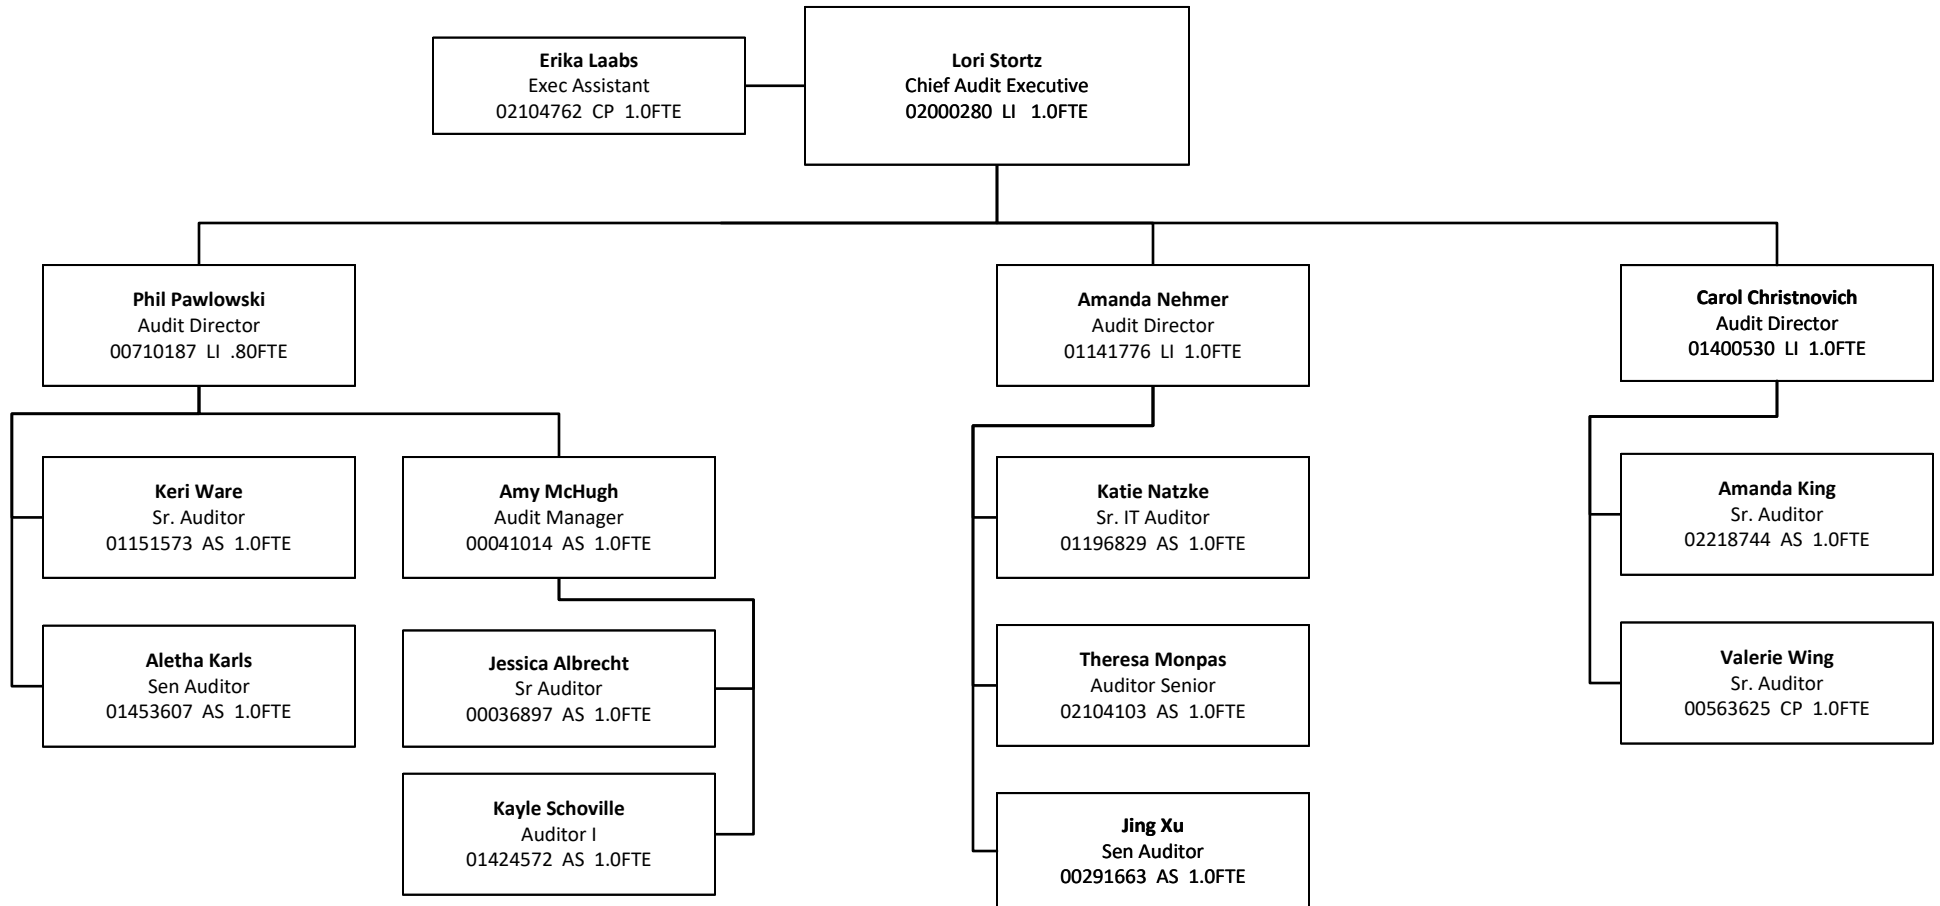 Erika Laabs
Exec Assistant
02104762 CP 1.0FTE
Lori Stortz
Chief Audit Executive
02000280 LI 1.0FTE
Phil Pawlowski
Audit Director
00710187 LI .80FTE
Amanda Nehmer
Audit Director
01141776 LI 1.0FTE
Carol Christnovich
Audit Director
01400530 LI 1.0FTE
Keri Ware
Sr. Auditor
01151573 AS 1.0FTE
Amy McHugh
Audit Manager
00041014 AS 1.0FTE
Katie Natzke
Sr. IT Auditor
01196829 AS 1.0FTE
Amanda King
Sr. Auditor
02218744 AS 1.0FTE
Aletha Karls
Sen Auditor
01453607 AS 1.0FTE
Jessica Albrecht
Sr Auditor
00036897 AS 1.0FTE
Theresa Monpas
Auditor Senior
02104103 AS 1.0FTE
Valerie Wing
Sr. Auditor
00563625 CP 1.0FTE
Kayle Schoville
Auditor I
01424572 AS 1.0FTE
Jing Xu
Sen Auditor
00291663 AS 1.0FTE